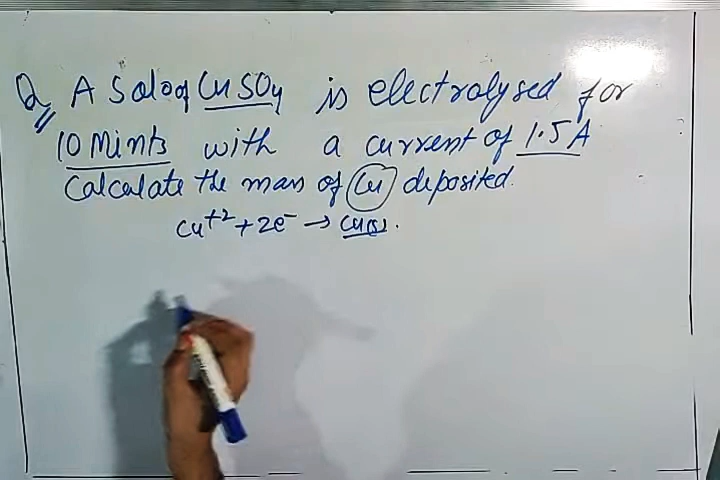 Q A Sol of CuSO4 is electrolysed for
10 Mints with a current of 1.5A
Calculate the mass of Cu deposited.
Cu+2 + 2e- → Cu(s).